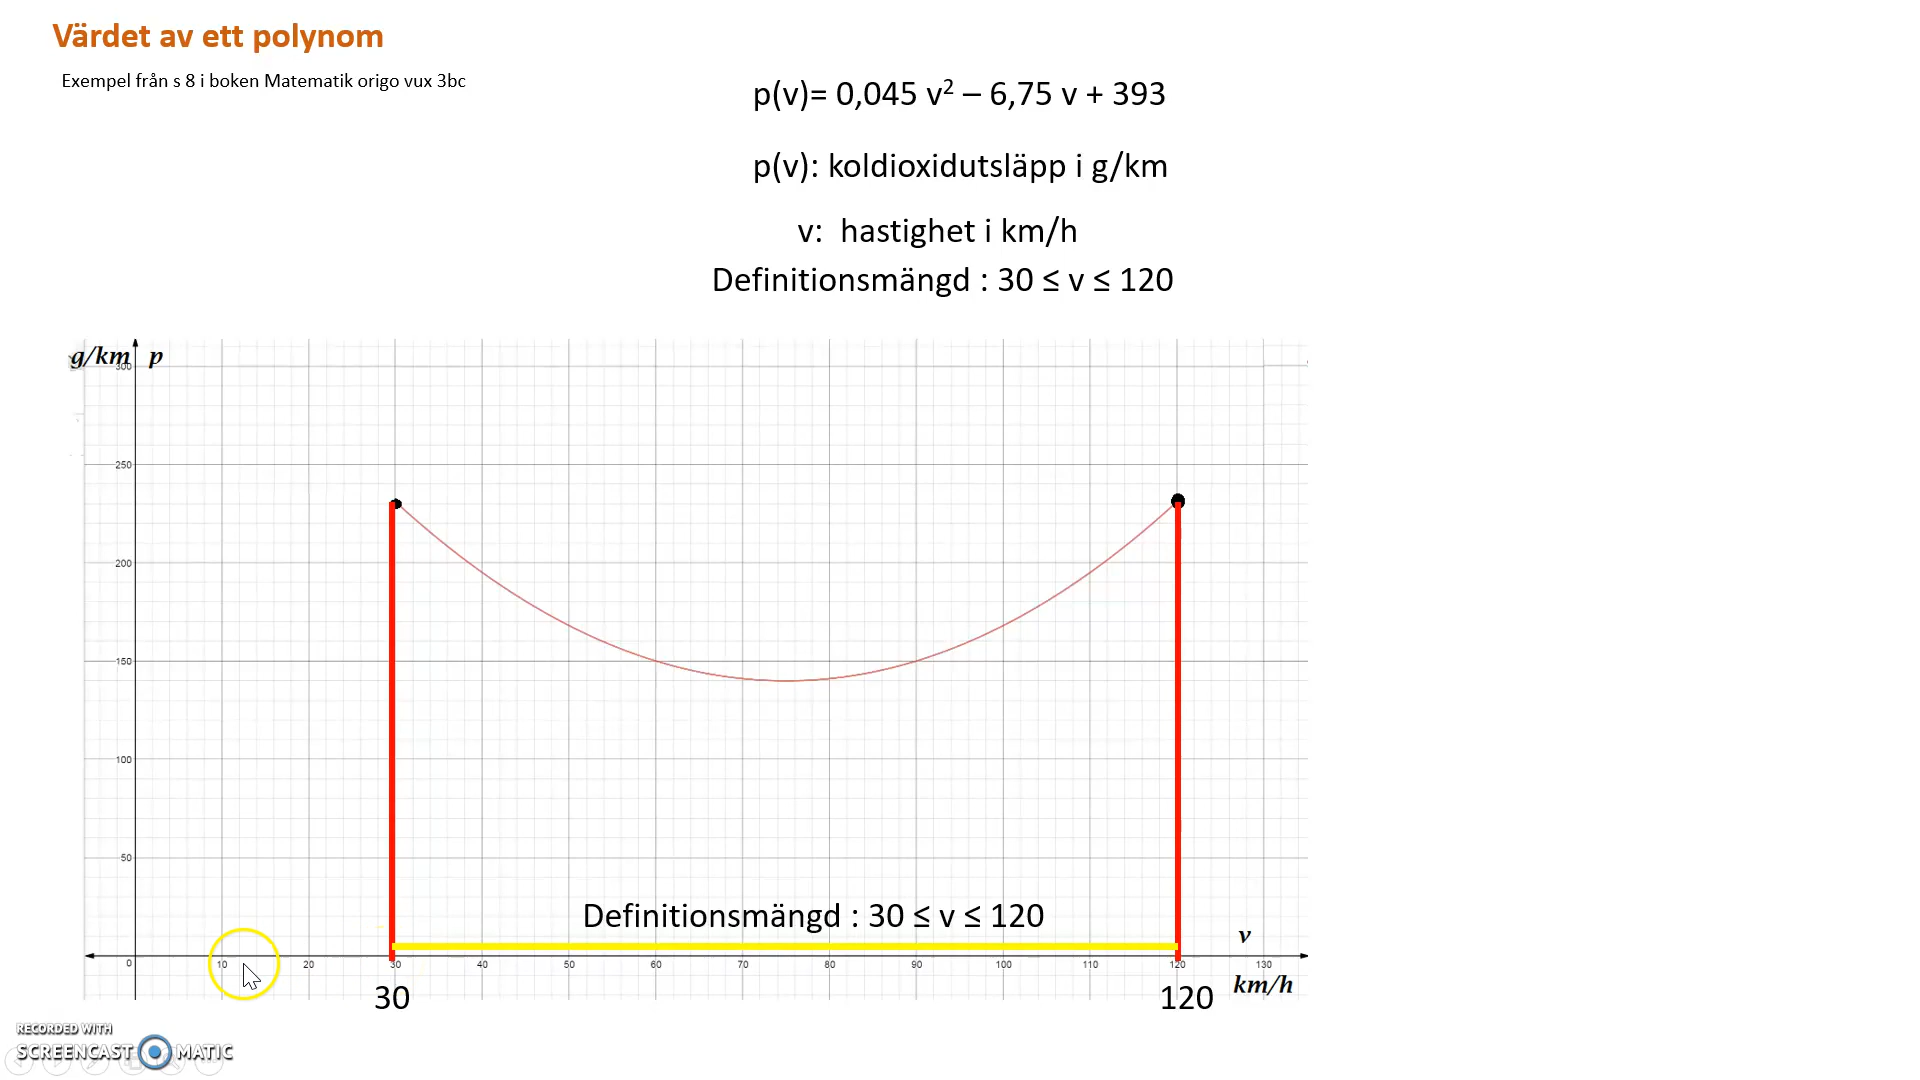 Värdet av ett polynom
Exempel från s 8 i boken Matematik origo vux 3bc
p(v)= 0,045 v² – 6,75 v + 393
p(v): koldioxidutsläpp i g/km
v:  hastighet i km/h
Definitionsmängd : 30 ≤ v ≤ 120
g/km p
300
250
200
150
100
50
Definitionsmängd : 30 ≤ v ≤ 120
v
0 10 20 30 40 50 60 70 80 90 100 110 120 130
km/h
30 120
RECORDED WITH
SCREENCAST MATIC